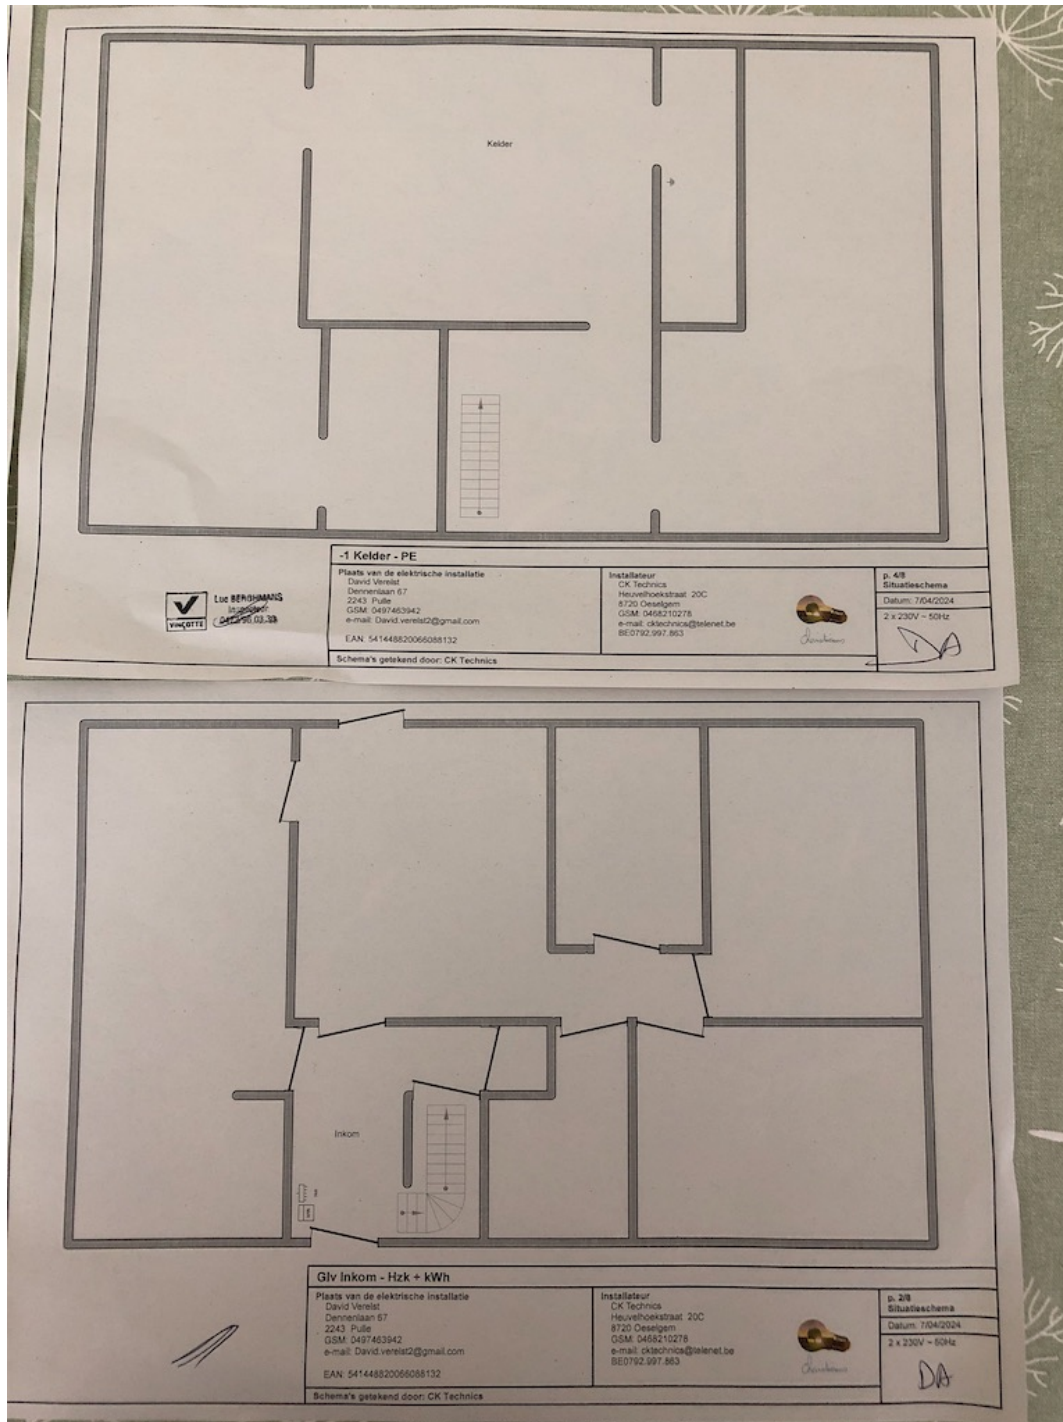 Kelder
-1 Kelder - PE
Plaats van de elektrische installatie
David Verelst
Dennenlaan 67
2243 Pulle
GSM: 0497463942
e-mail: David.verelst2@gmail.com
EAN: 541448820066088132
Schema's getekend door: CK Technics
Installateur
CK Technics
Heuvelhoekstraat 20C
8720 Oeselgem
GSM: 0468210278
e-mail: cktechnics@telenet.be
BE0792.997.863
p. 4/8
Situatieschema
Datum: 7/04/2024
2 x 230V ~ 50Hz
VINÇOTTE
Luc BERGHMANS
Inspecteur
Inkom
Glv Inkom - Hzk + kWh
Plaats van de elektrische installatie
David Verelst
Dennenlaan 67
2243 Pulle
GSM: 0497463942
e-mail: David.verelst2@gmail.com
EAN: 541448820066088132
Schema's getekend door: CK Technics
Installateur
CK Technics
Heuvelhoekstraat 20C
8720 Oeselgem
GSM: 0468210278
e-mail: cktechnics@telenet.be
BE0792.997.863
p. 2/8
Situatieschema
Datum: 7/04/2024
2 x 230V ~ 50Hz
DA